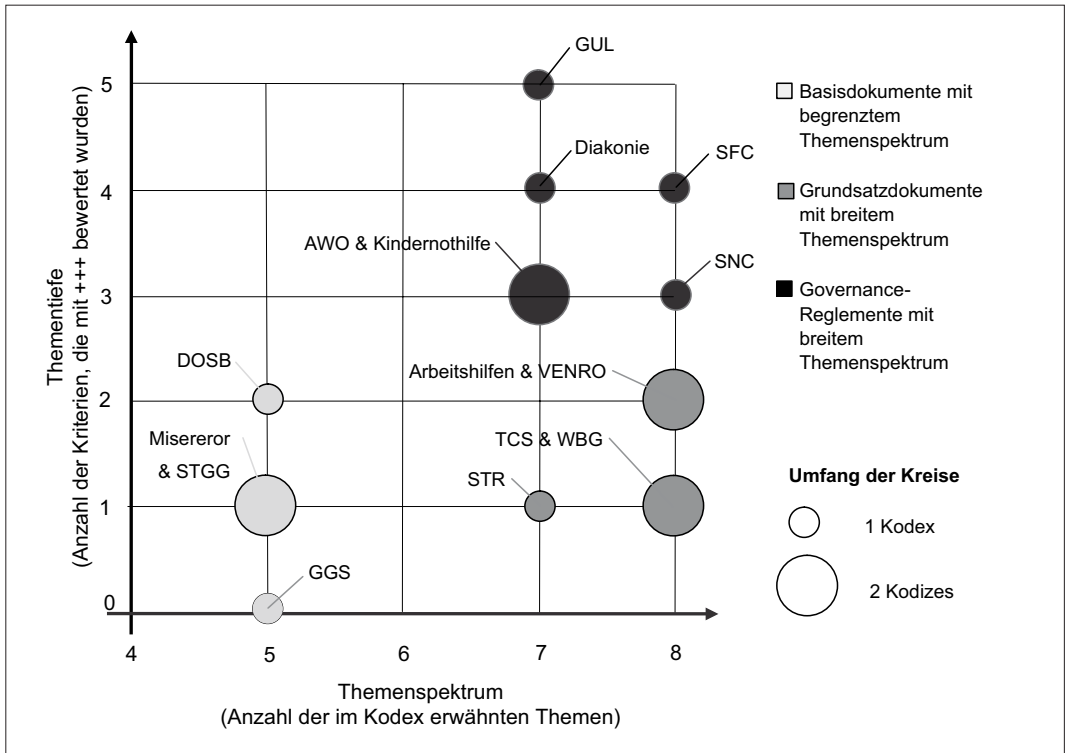 Thementiefe
(Anzahl der Kriterien, die mit +++ bewertet wurden)
5
4
3
2
1
0
GUL
Diakonie
SFC
AWO & Kindernothilfe
SNC
DOSB
Arbeitshilfen & VENRO
Misereror
& STGG
TCS & WBG
STR
GGS
4
5
6
7
8
Themenspektrum
(Anzahl der im Kodex erwähnten Themen)
Basisdokumente mit
begrenztem
Themenspektrum
Grundsatzdokumente
mit breitem
Themenspektrum
Governance-
Reglemente mit
breitem
Themenspektrum
Umfang der Kreise
1 Kodex
2 Kodizes